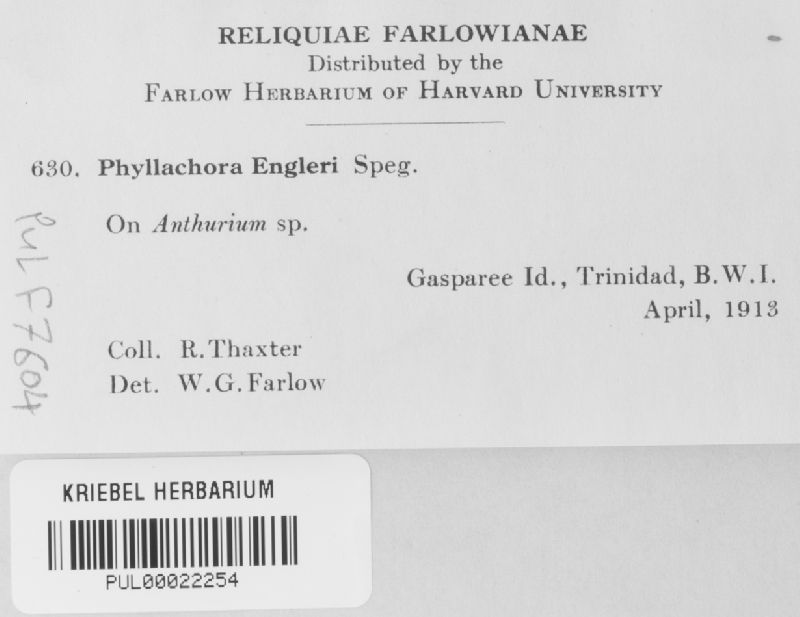 RELIQUIAE FARLOWIANAE
Distributed by the
FARLOW HERBARIUM OF HARVARD UNIVERSITY
630. Phyllachora Engleri Speg.
On Anthurium sp.
Gasparee Id., Trinidad, B.W.I.
April, 1913
Coll. R. Thaxter
Det. W.G. Farlow
PUL F7604
KRIEBEL HERBARIUM
PUL00022254